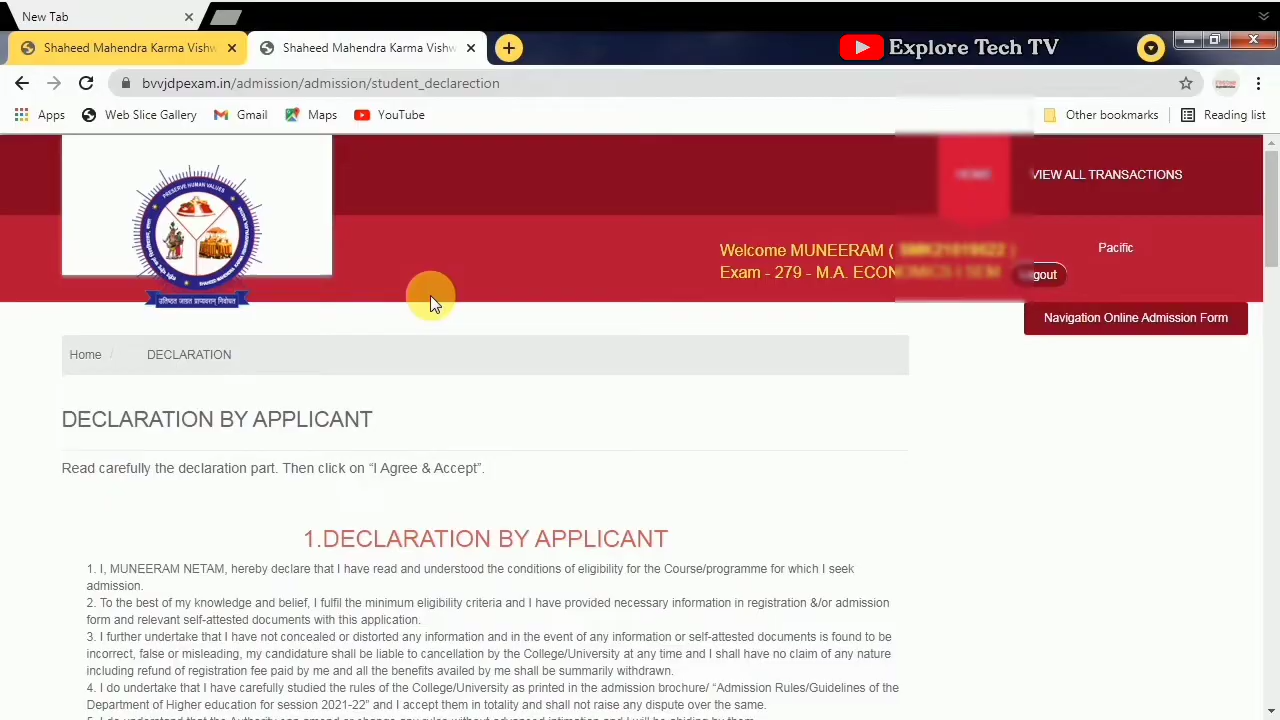 New Tab
Shaheed Mahendra Karma Vishw
Shaheed Mahendra Karma Vishw
Explore Tech TV
bvvjdpexam.in/admission/admission/student_declarection
Apps Web Slice Gallery Gmail Maps YouTube Other bookmarks Reading list
VIEW ALL TRANSACTIONS
PRESERVE HUMAN VALUES
Welcome MUNEERAM (
Pacific
Exam - 279 - M.A. ECONOMICS I SEM
Logout
उत्तिष्ठत जाग्रत प्राप्यवरान् निबोधत
Navigation Online Admission Form
Home / DECLARATION
DECLARATION BY APPLICANT
Read carefully the declaration part. Then click on “I Agree & Accept”.
1.DECLARATION BY APPLICANT
1. I, MUNEERAM NETAM, hereby declare that I have read and understood the conditions of eligibility for the Course/programme for which I seek
admission.
2. To the best of my knowledge and belief, I fulfil the minimum eligibility criteria and I have provided necessary information in registration &/or admission
form and relevant self-attested documents with this application.
3. I further undertake that I have not concealed or distorted any information and in the event of any information or self-attested documents is found to be
incorrect, false or misleading, my candidature shall be liable to cancellation by the College/University at any time and I shall have no claim of any nature
including refund of registration fee paid by me and all the benefits availed by me shall be summarily withdrawn.
4. I do undertake that I have carefully studied the rules of the College/University as printed in the admission brochure/ “Admission Rules/Guidelines of the
Department of Higher education for session 2021-22” and I accept them in totality and shall not raise any dispute over the same.